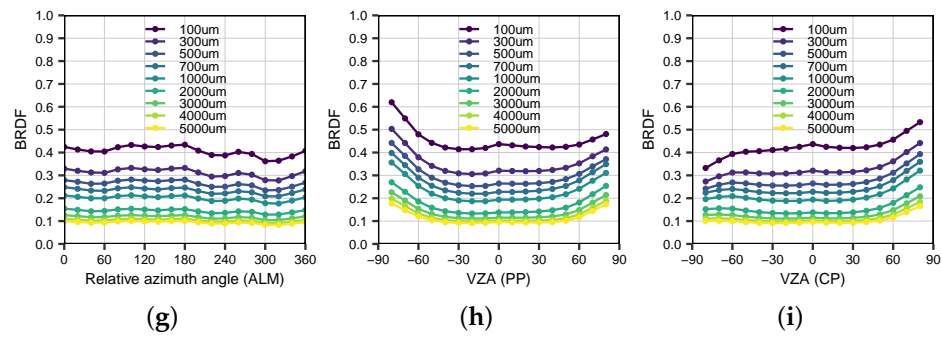 BRDF
1.0
0.9
0.8
0.7
0.6
0.5
0.4
0.3
0.2
0.1
0.0
100um
300um
500um
700um
1000um
2000um
3000um
4000um
5000um
0 60 120 180 240 300 360
Relative azimuth angle (ALM)
(g)
BRDF
1.0
0.9
0.8
0.7
0.6
0.5
0.4
0.3
0.2
0.1
0.0
100um
300um
500um
700um
1000um
2000um
3000um
4000um
5000um
−90 −60 −30 0 30 60 90
VZA (PP)
(h)
BRDF
1.0
0.9
0.8
0.7
0.6
0.5
0.4
0.3
0.2
0.1
0.0
100um
300um
500um
700um
1000um
2000um
3000um
4000um
5000um
−90 −60 −30 0 30 60 90
VZA (CP)
(i)